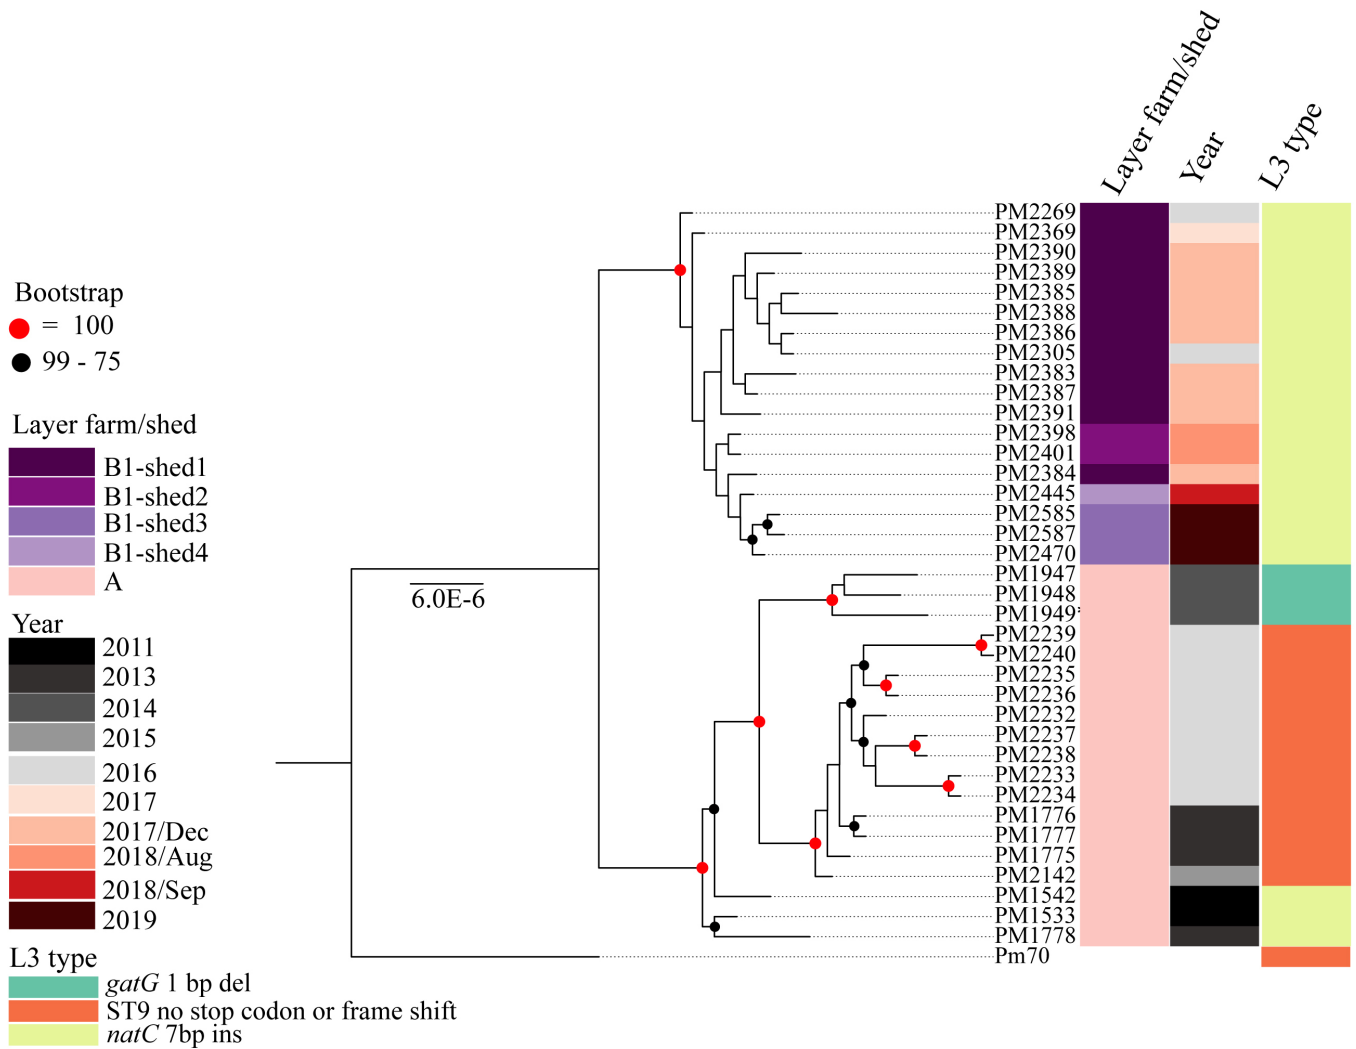 Layer farm/shed
Year
L3 type
Bootstrap
= 100
99 - 75
Layer farm/shed
B1-shed1
B1-shed2
B1-shed3
B1-shed4
A
Year
2011
2013
2014
2015
2016
2017
2017/Dec
2018/Aug
2018/Sep
2019
L3 type
gatG 1 bp del
ST9 no stop codon or frame shift
natC 7bp ins
6.0E-6
PM2269
PM2369
PM2390
PM2389
PM2385
PM2388
PM2386
PM2305
PM2383
PM2387
PM2391
PM2398
PM2401
PM2384
PM2445
PM2585
PM2587
PM2470
PM1947
PM1948
PM1949*
PM2239
PM2240
PM2235
PM2236
PM2232
PM2237
PM2238
PM2233
PM2234
PM1776
PM1777
PM1775
PM2142
PM1542
PM1533
PM1778
Pm70